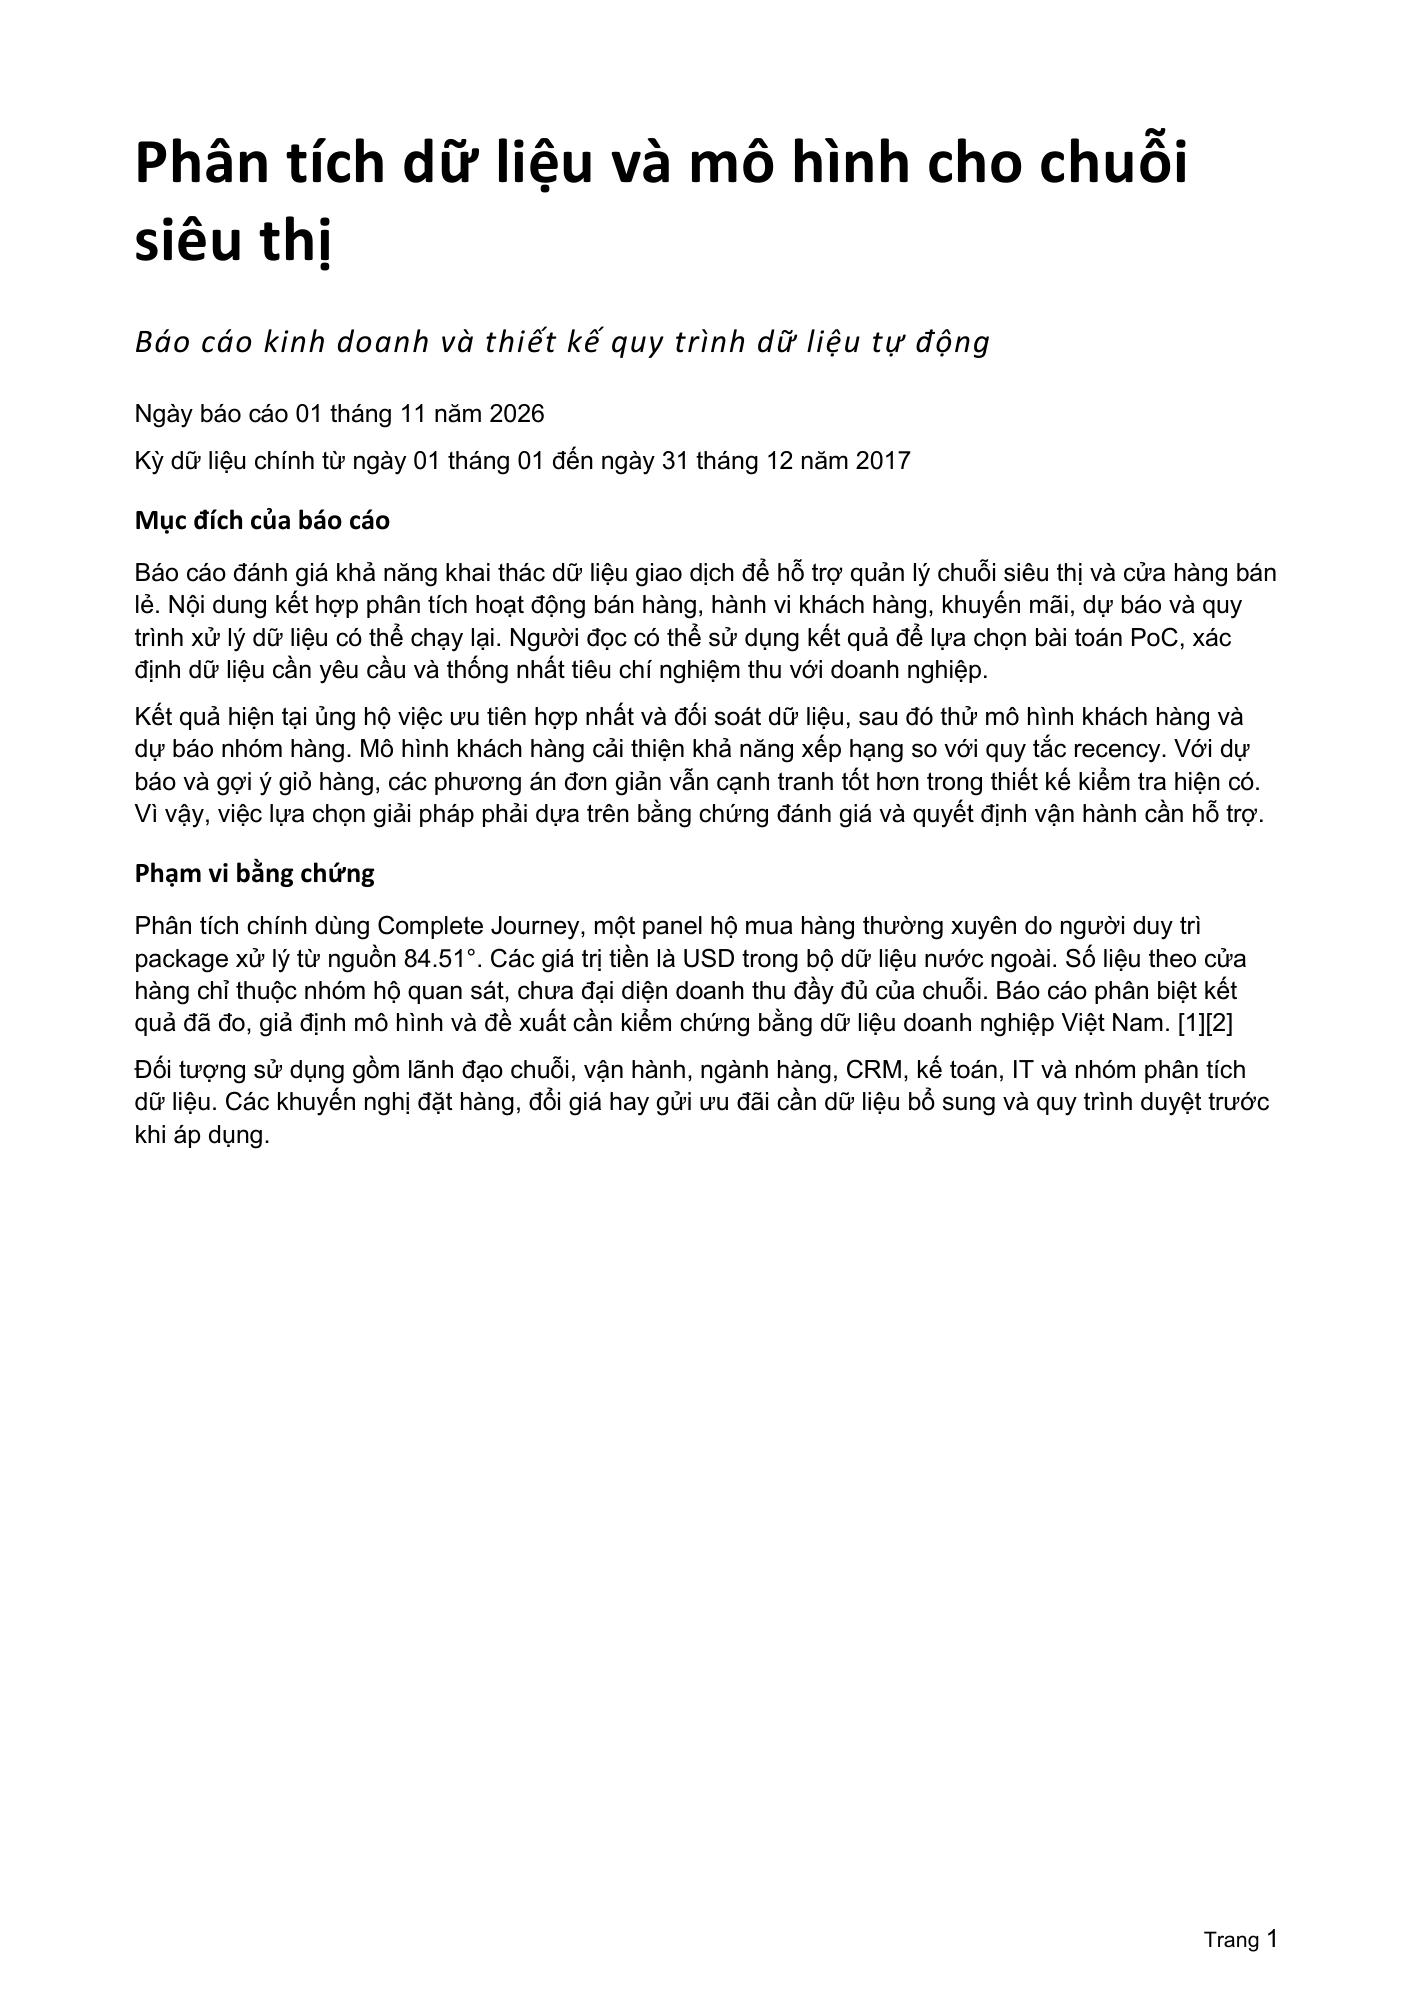 Phân tích dữ liệu và mô hình cho chuỗi
siêu thị
Báo cáo kinh doanh và thiết kế quy trình dữ liệu tự động
Ngày báo cáo 01 tháng 11 năm 2026
Kỳ dữ liệu chính từ ngày 01 tháng 01 đến ngày 31 tháng 12 năm 2017
Mục đích của báo cáo
Báo cáo đánh giá khả năng khai thác dữ liệu giao dịch để hỗ trợ quản lý chuỗi siêu thị và cửa hàng bán
lẻ. Nội dung kết hợp phân tích hoạt động bán hàng, hành vi khách hàng, khuyến mãi, dự báo và quy
trình xử lý dữ liệu có thể chạy lại. Người đọc có thể sử dụng kết quả để lựa chọn bài toán PoC, xác
định dữ liệu cần yêu cầu và thống nhất tiêu chí nghiệm thu với doanh nghiệp.
Kết quả hiện tại ủng hộ việc ưu tiên hợp nhất và đối soát dữ liệu, sau đó thử mô hình khách hàng và
dự báo nhóm hàng. Mô hình khách hàng cải thiện khả năng xếp hạng so với quy tắc recency. Với dự
báo và gợi ý giỏ hàng, các phương án đơn giản vẫn cạnh tranh tốt hơn trong thiết kế kiểm tra hiện có.
Vì vậy, việc lựa chọn giải pháp phải dựa trên bằng chứng đánh giá và quyết định vận hành cần hỗ trợ.
Phạm vi bằng chứng
Phân tích chính dùng Complete Journey, một panel hộ mua hàng thường xuyên do người duy trì
package xử lý từ nguồn 84.51°. Các giá trị tiền là USD trong bộ dữ liệu nước ngoài. Số liệu theo cửa
hàng chỉ thuộc nhóm hộ quan sát, chưa đại diện doanh thu đầy đủ của chuỗi. Báo cáo phân biệt kết
quả đã đo, giả định mô hình và đề xuất cần kiểm chứng bằng dữ liệu doanh nghiệp Việt Nam. [1][2]
Đối tượng sử dụng gồm lãnh đạo chuỗi, vận hành, ngành hàng, CRM, kế toán, IT và nhóm phân tích
dữ liệu. Các khuyến nghị đặt hàng, đổi giá hay gửi ưu đãi cần dữ liệu bổ sung và quy trình duyệt trước
khi áp dụng.
Trang 1